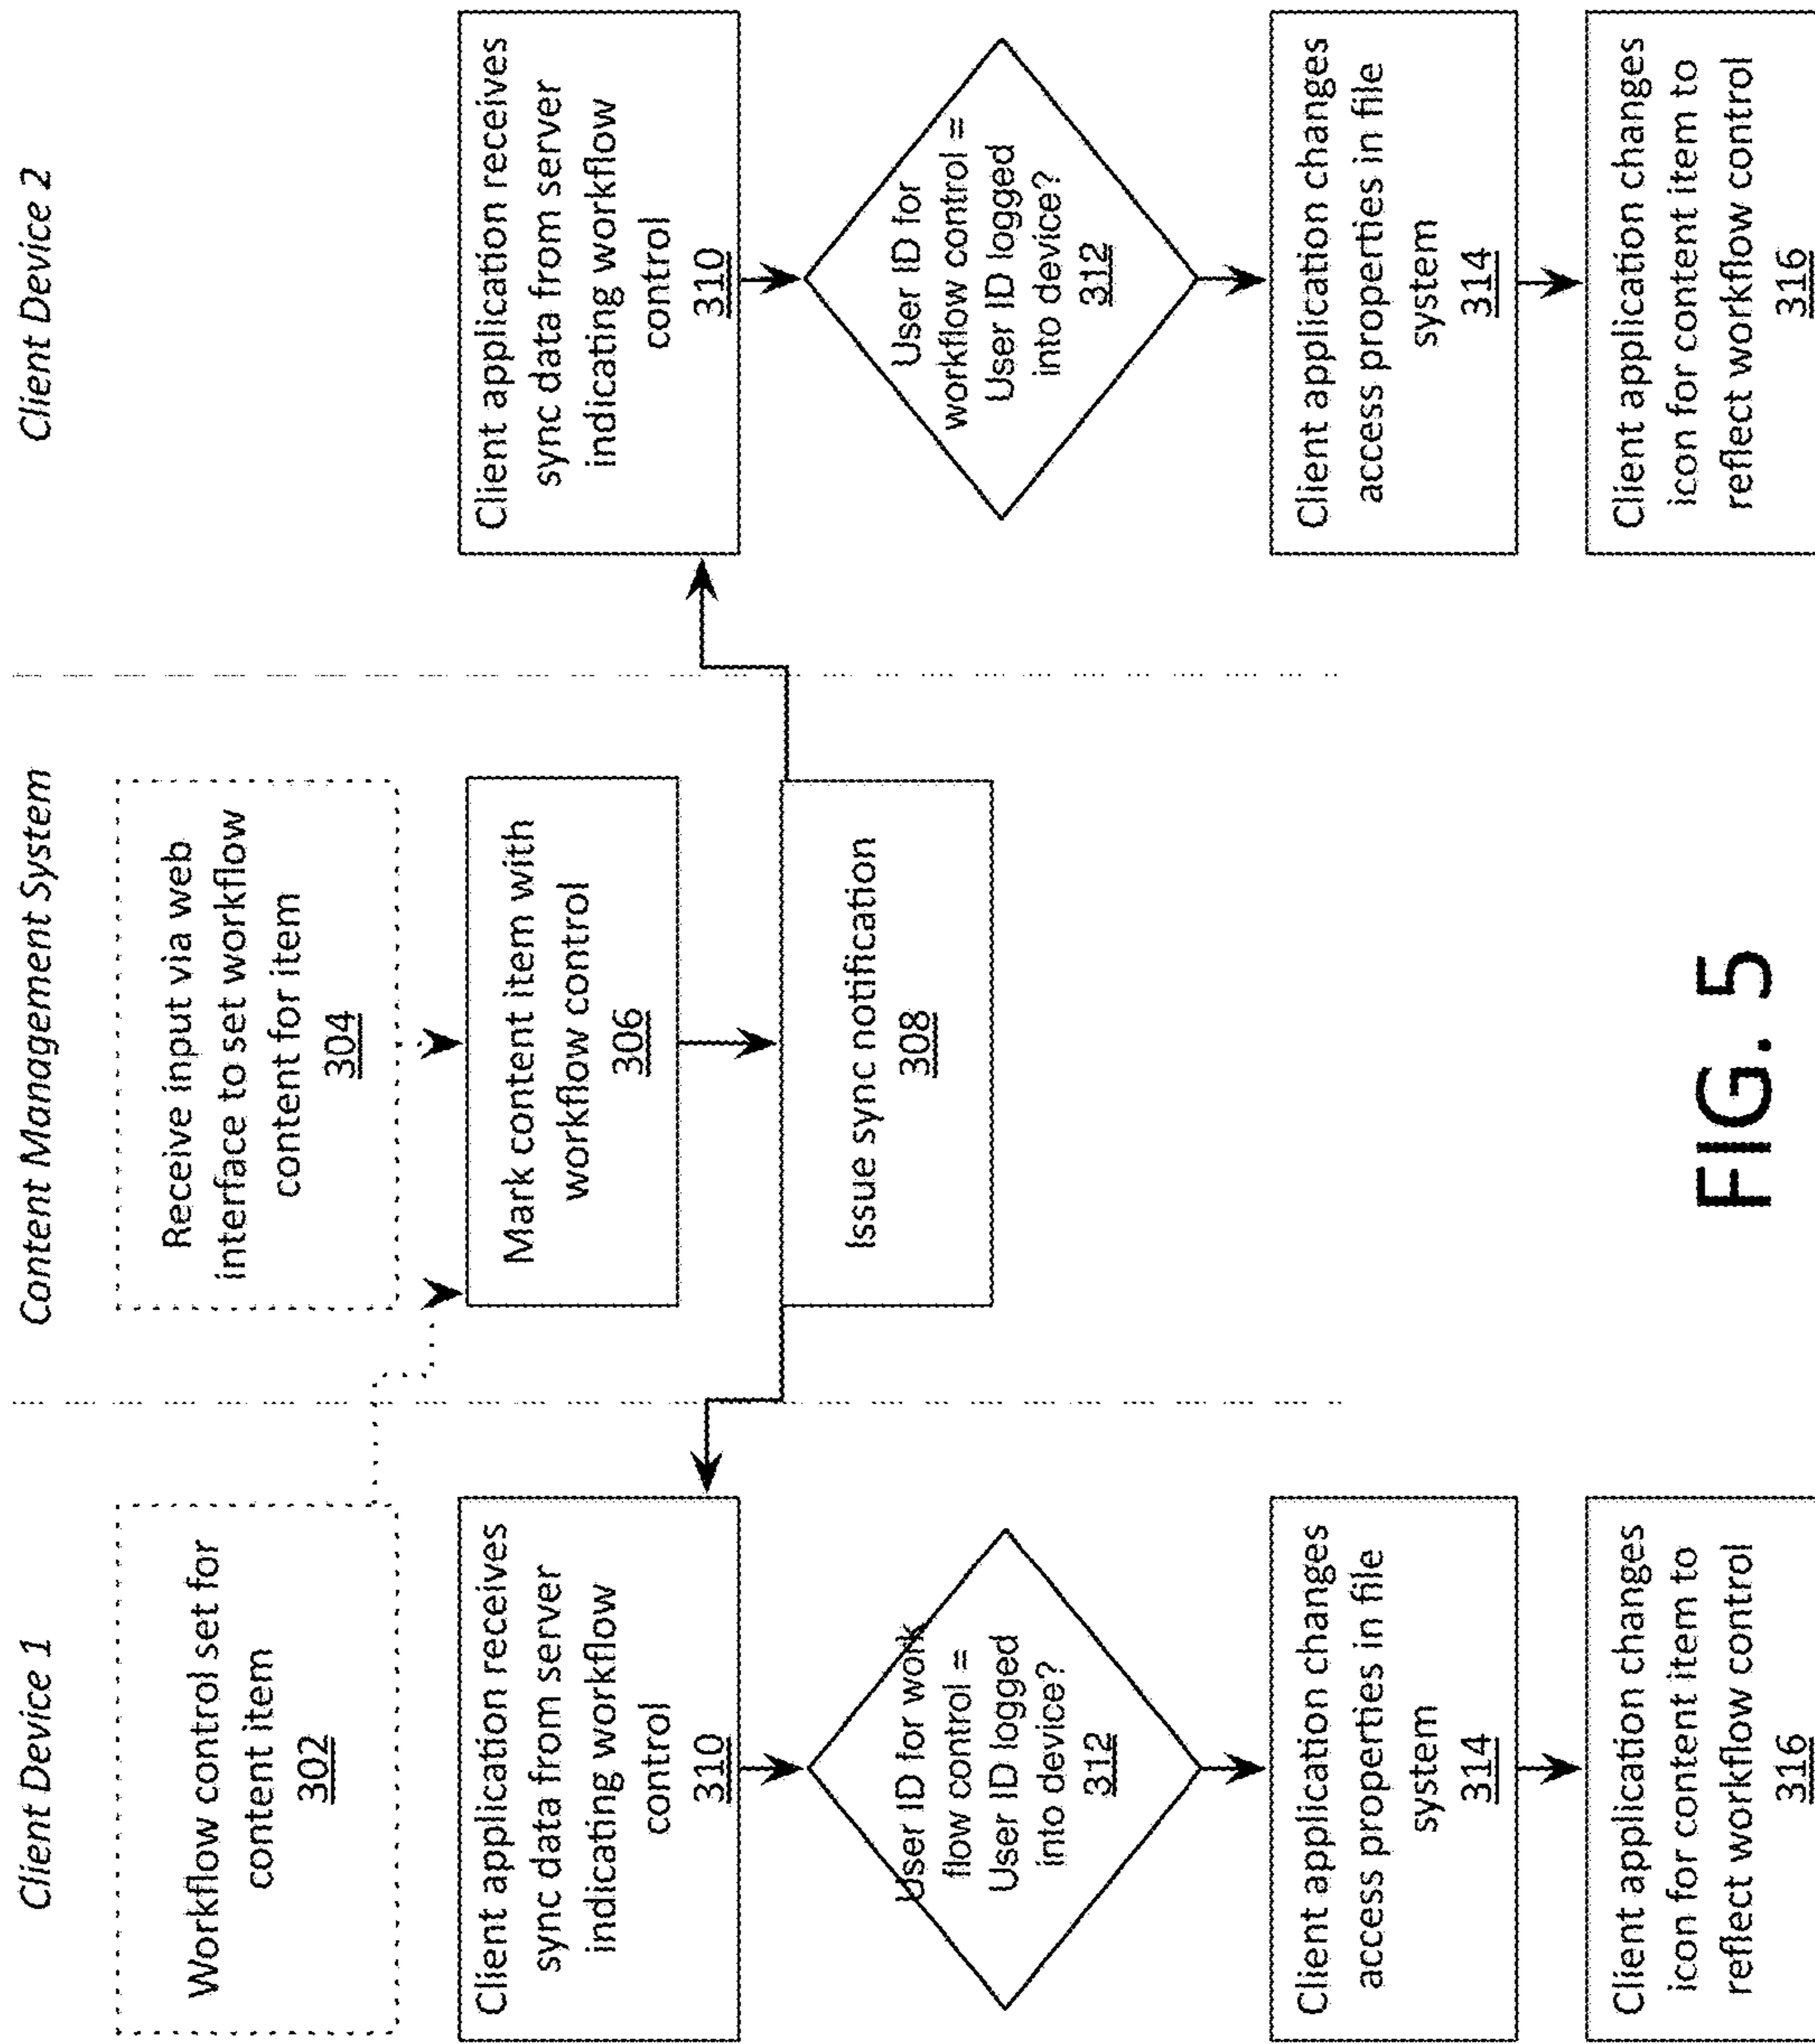 Client Device 1
Workflow control set for
content item
302
Client application receives
sync data from server
indicating workflow
control
310
User ID for work
flow control =
User ID logged
into device?
312
Client application changes
access properties in file
system
314
Client application changes
icon for content item to
reflect workflow control
316
Content Management System
Receive input via web
interface to set workflow
content for item
304
Mark content item with
workflow control
306
Issue sync notification
308
Client Device 2
Client application receives
sync data from server
indicating workflow
control
310
User ID for
workflow control =
User ID logged
into device?
312
Client application changes
access properties in file
system
314
Client application changes
icon for content item to
reflect workflow control
316
FIG. 5